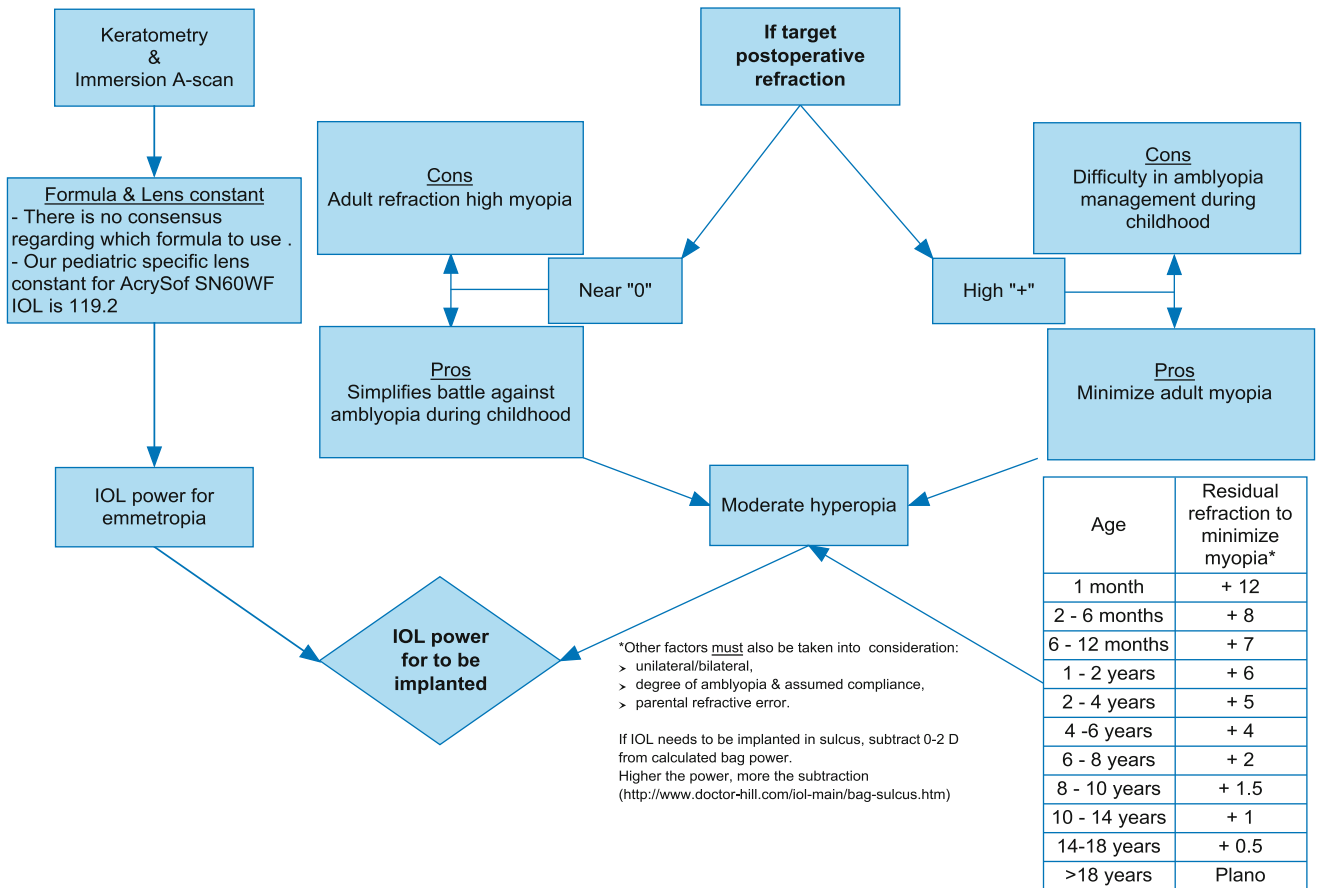 Keratometry
&
Immersion A-scan
Formula & Lens constant
- There is no consensus
regarding which formula to use .
- Our pediatric specific lens
constant for AcrySof SN60WF
IOL is 119.2
IOL power for
emmetropia
IOL power
for to be
implanted
If target
postoperative
refraction
Near "0"
Cons
Adult refraction high myopia
Pros
Simplifies battle against
amblyopia during childhood
High "+"
Cons
Difficulty in amblyopia
management during
childhood
Pros
Minimize adult myopia
Moderate hyperopia
Age
Residual
refraction to
minimize
myopia*
1 month + 12
2 - 6 months + 8
6 - 12 months + 7
1 - 2 years + 6
2 - 4 years + 5
4 -6 years + 4
6 - 8 years + 2
8 - 10 years + 1.5
10 - 14 years + 1
14-18 years + 0.5
>18 years Plano
*Other factors must also be taken into consideration:
➢ unilateral/bilateral,
➢ degree of amblyopia & assumed compliance,
➢ parental refractive error.
If IOL needs to be implanted in sulcus, subtract 0-2 D
from calculated bag power.
Higher the power, more the subtraction
(http://www.doctor-hill.com/iol-main/bag-sulcus.htm)